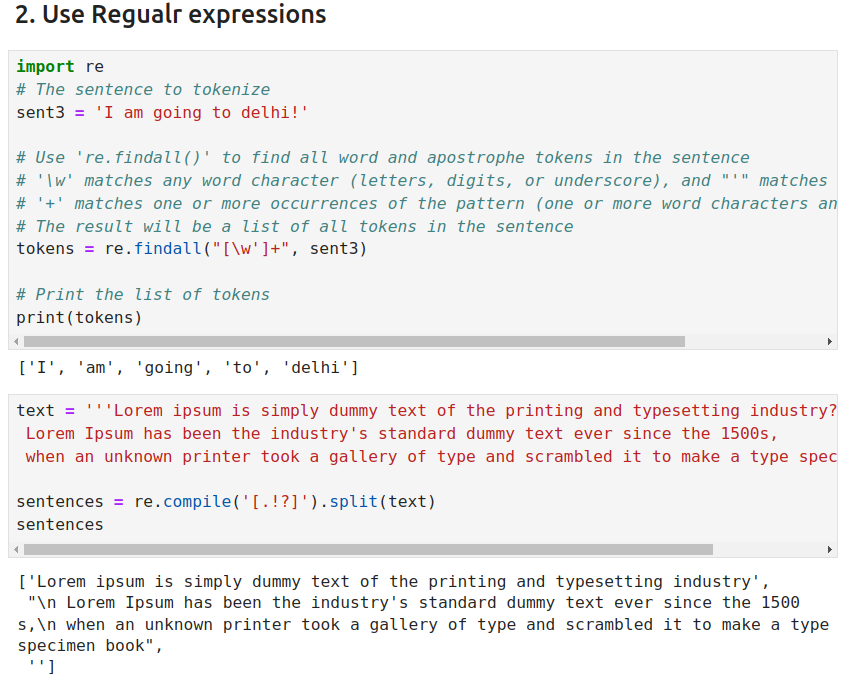 2. Use Regualr expressions
import re
# The sentence to tokenize
sent3 = 'I am going to delhi!'
# Use 're.findall()' to find all word and apostrophe tokens in the sentence
# '\w' matches any word character (letters, digits, or underscore), and "'" matches
# '+' matches one or more occurrences of the pattern (one or more word characters an
# The result will be a list of all tokens in the sentence
tokens = re.findall("[\w']+", sent3)
# Print the list of tokens
print(tokens)
['I', 'am', 'going', 'to', 'delhi']
text = '''Lorem ipsum is simply dummy text of the printing and typesetting industry?
Lorem Ipsum has been the industry's standard dummy text ever since the 1500s,
when an unknown printer took a gallery of type and scrambled it to make a type spec
sentences = re.compile('[.!?]').split(text)
sentences
['Lorem ipsum is simply dummy text of the printing and typesetting industry',
"\n Lorem Ipsum has been the industry's standard dummy text ever since the 1500
s,\n when an unknown printer took a gallery of type and scrambled it to make a type
specimen book",
'']